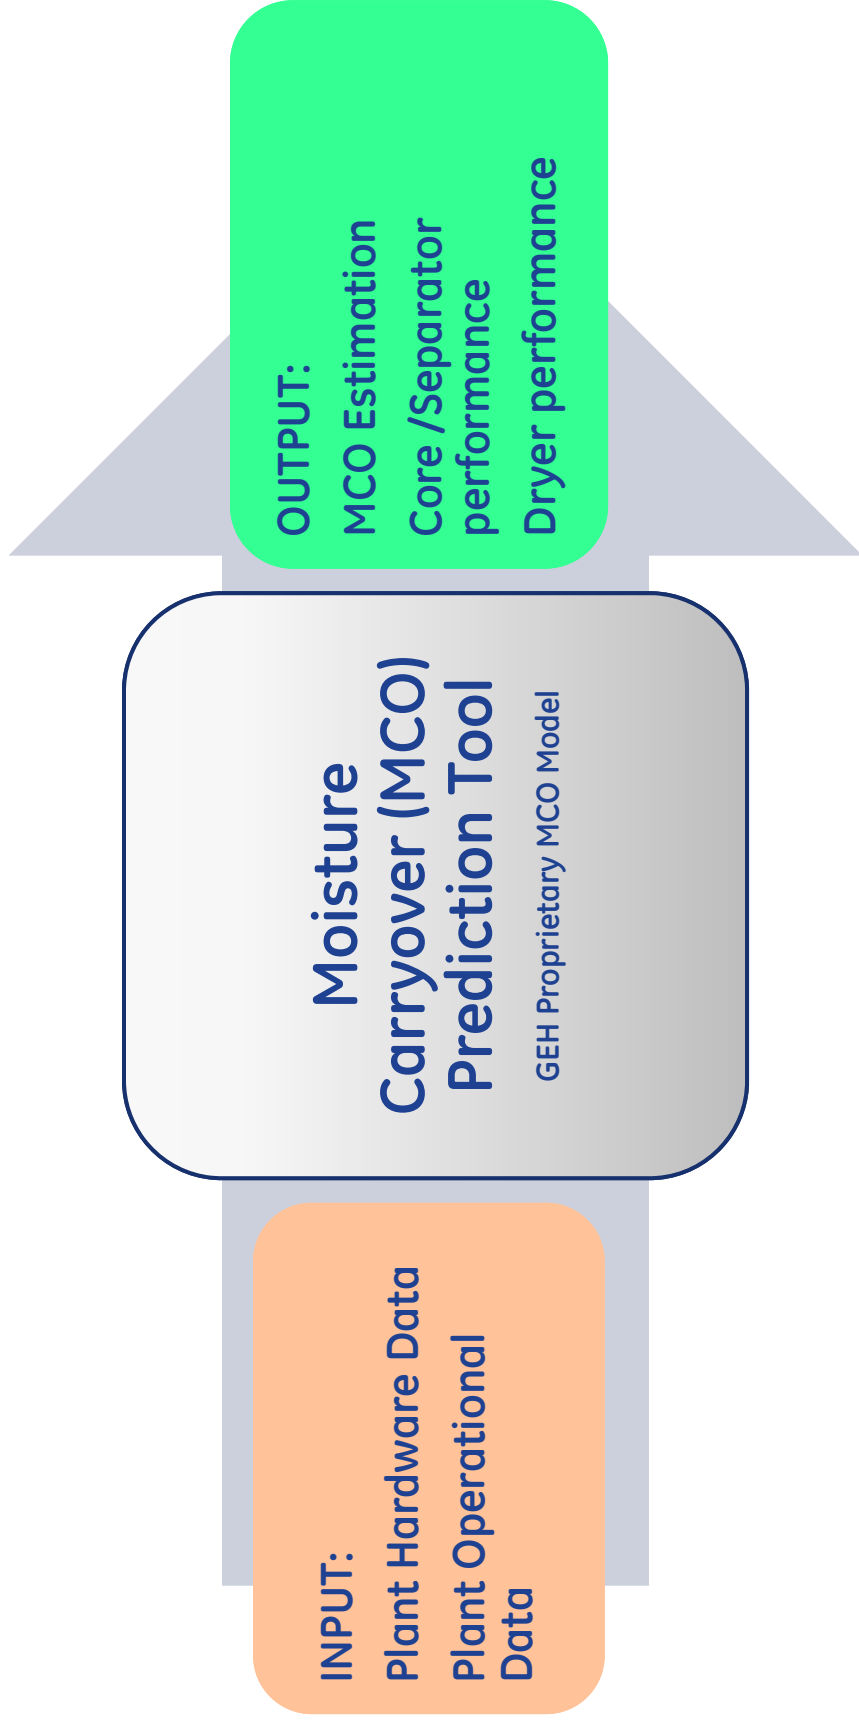 INPUT:
Plant Hardware Data
Plant Operational
Data
Moisture
Carryover (MCO)
Prediction Tool
GEH Proprietary MCO Model
OUTPUT:
MCO Estimation
Core /Separator
performance
Dryer performance